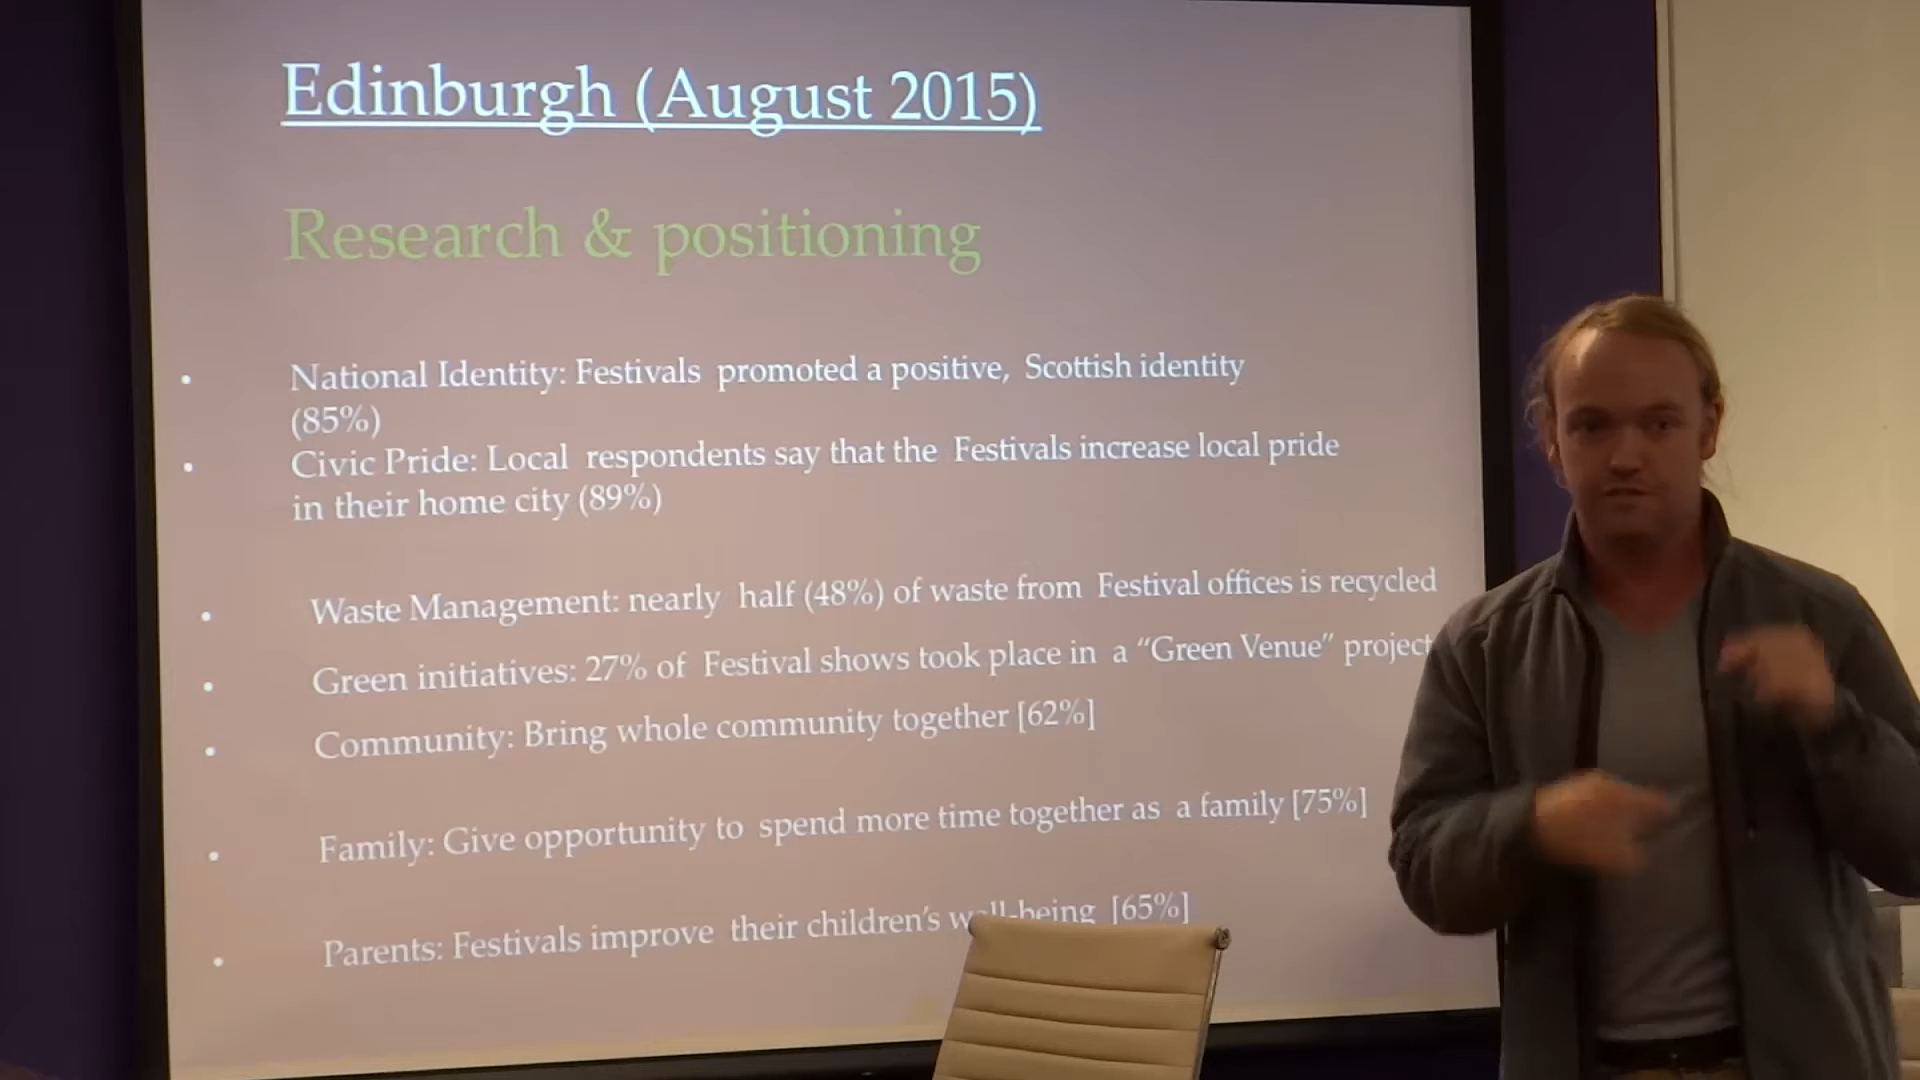 Edinburgh (August 2015)
Research & positioning
• National Identity: Festivals promoted a positive, Scottish identity
(85%)
• Civic Pride: Local respondents say that the Festivals increase local pride
in their home city (89%)
• Waste Management: nearly half (48%) of waste from Festival offices is recycled
• Green initiatives: 27% of Festival shows took place in a “Green Venue” project
• Community: Bring whole community together [62%]
• Family: Give opportunity to spend more time together as a family [75%]
• Parents: Festivals improve their children’s well-being [65%]